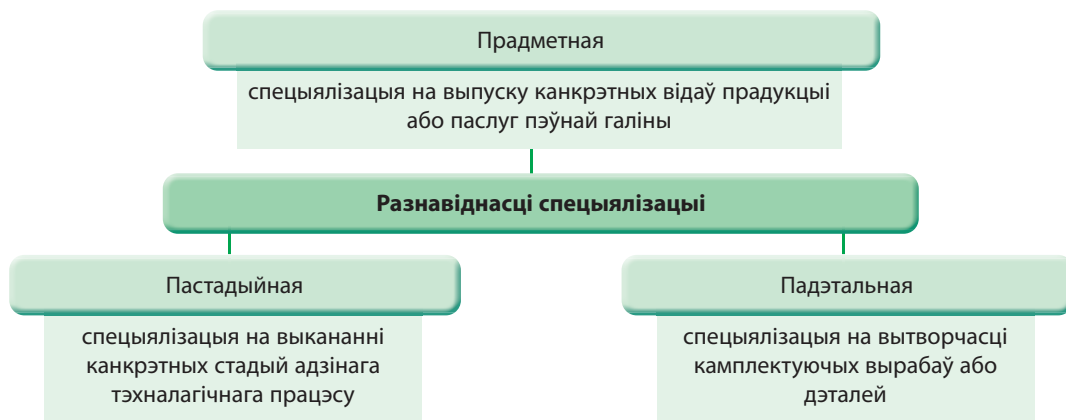 Прадметная
спецыялізацыя на выпуску канкрэтных відаў прадукцыі
або паслуг пэўнай галіны
Разнавіднасці спецыялізацыі
Пастадыйная
спецыялізацыя на выкананні
канкрэтных стадый адзінага
тэхналагічнага працэсу
Падэтальная
спецыялізацыя на вытворчасці
камплектуючых вырабаў або
дэталей